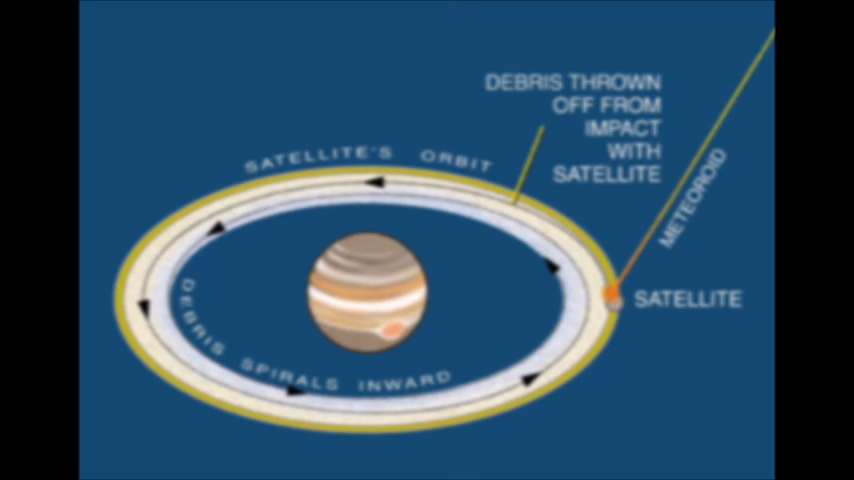 DEBRIS THROWN
OFF FROM
IMPACT
WITH
SATELLITE
SATELLITE'S ORBIT
METEOROID
SATELLITE
DEBRIS SPIRALS INWARD